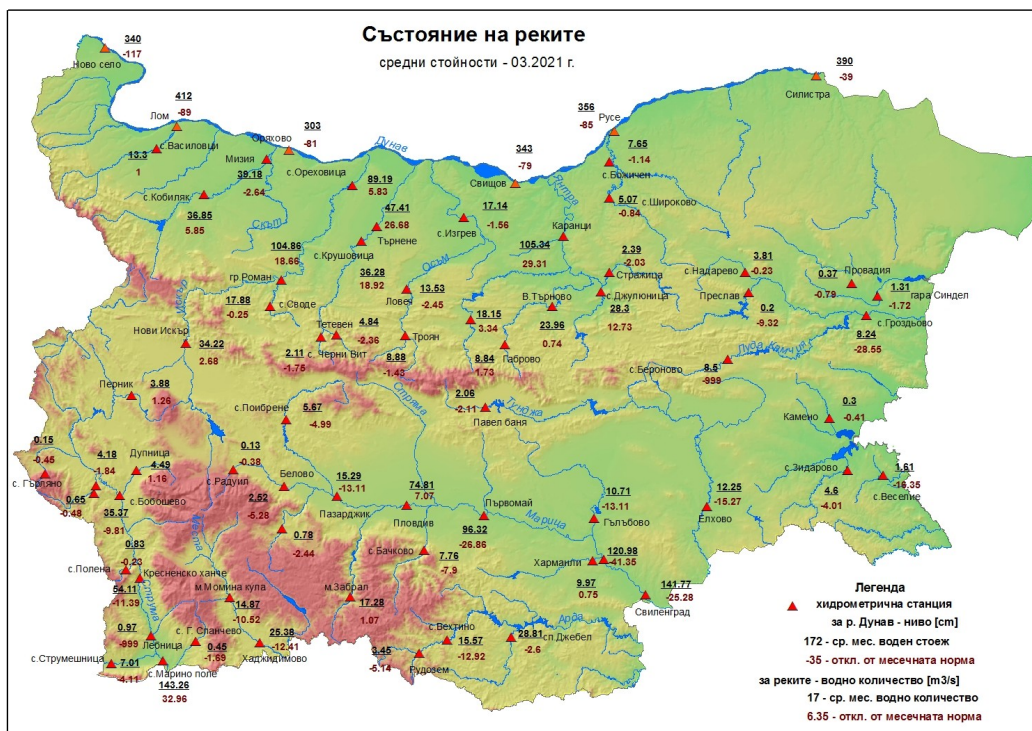 Състояние на реките
средни стойности - 03.2021 г.
340
-117
Ново село
412
-89
Лом
с.Василовци
13.3
1
303
-81
Оряхово
Мизия
39.18
-2.64
с.Кобиляк
36.85
5.85
Скът
с.Ореховица
89.19
5.83
Дунав
343
-79
Свищов
356
-85
Русе
390
-39
Силистра
7.65
-1.14
с.Божичен
5.07
-0.84
с.Широково
47.41
26.68
Търнене
с.Крушовица
36.28
18.92
17.14
-1.56
с.Изгрев
Янтра
Каранци
105.34
29.31
104.86
18.66
гр.Роман
Искър
Осъм
2.39
-2.03
Стражица
3.81
-0.23
с.Надарево
0.37
-0.79
Провадия
1.31
-1.72
гара Синдел
17.88
-0.25
с.Своде
13.53
-2.45
Ловеч
В.Търново
с.Джулюница
28.3
12.73
Преслав
0.2
-9.32
с.Гроздьово
8.24
-28.55
Нови Искър
34.22
2.68
Тетевен
4.84
-2.36
2.11
-1.75
с. Черни Вит
Троян
8.88
-1.43
18.15
3.34
8.84
1.73
Габрово
23.96
0.74
Луда Камчия
с.Бероново
8.5
-999
Перник
3.88
1.26
с.Поибрене
5.67
-4.99
Стряма
2.06
-2.11
Павел баня
Тунджа
Камено
0.3
-0.41
0.15
-0.45
с. Гърляно
4.18
-1.84
Дупница
4.49
1.16
0.13
-0.38
с.Радуил
Белово
2.52
-5.28
15.29
-13.11
Пазарджик
74.81
7.07
Пловдив
Първомай
96.32
-26.86
Марица
10.71
-13.11
Гълъбово
12.25
-15.27
Елхово
с.Зидарово
4.6
-4.01
1.61
-16.35
с.Веселие
0.65
-0.48
с.Бобошево
35.37
-9.81
0.78
-2.44
0.83
-0.23
с.Полена
Кресненско ханче
54.11
-11.39
Струма
м.Момина кула
14.87
-10.52
м.Забрал
17.28
1.07
с.Бачково
7.76
-7.9
Харманли
9.97
0.75
120.98
-41.35
141.77
-25.28
Свиленград
Арда
0.97
-999
Лебница
с. Г. Спанчево
0.45
-1.69
25.38
-12.41
Хаджидимово
с.Струмешница
7.01
-4.11
с.Марино поле
143.26
32.96
с.Вехтино
15.57
-12.92
3.45
-5.14
Рудозем
28.81
-2.6
сп.Джебел
Легенда
хидрометрична станция
за р. Дунав - ниво [cm]
172 - ср. мес. воден стоеж
-35 - откл. от месечната норма
за реките - водно количество [m3/s]
17 - ср. мес. водно количество
6.35 - откл. от месечната норма